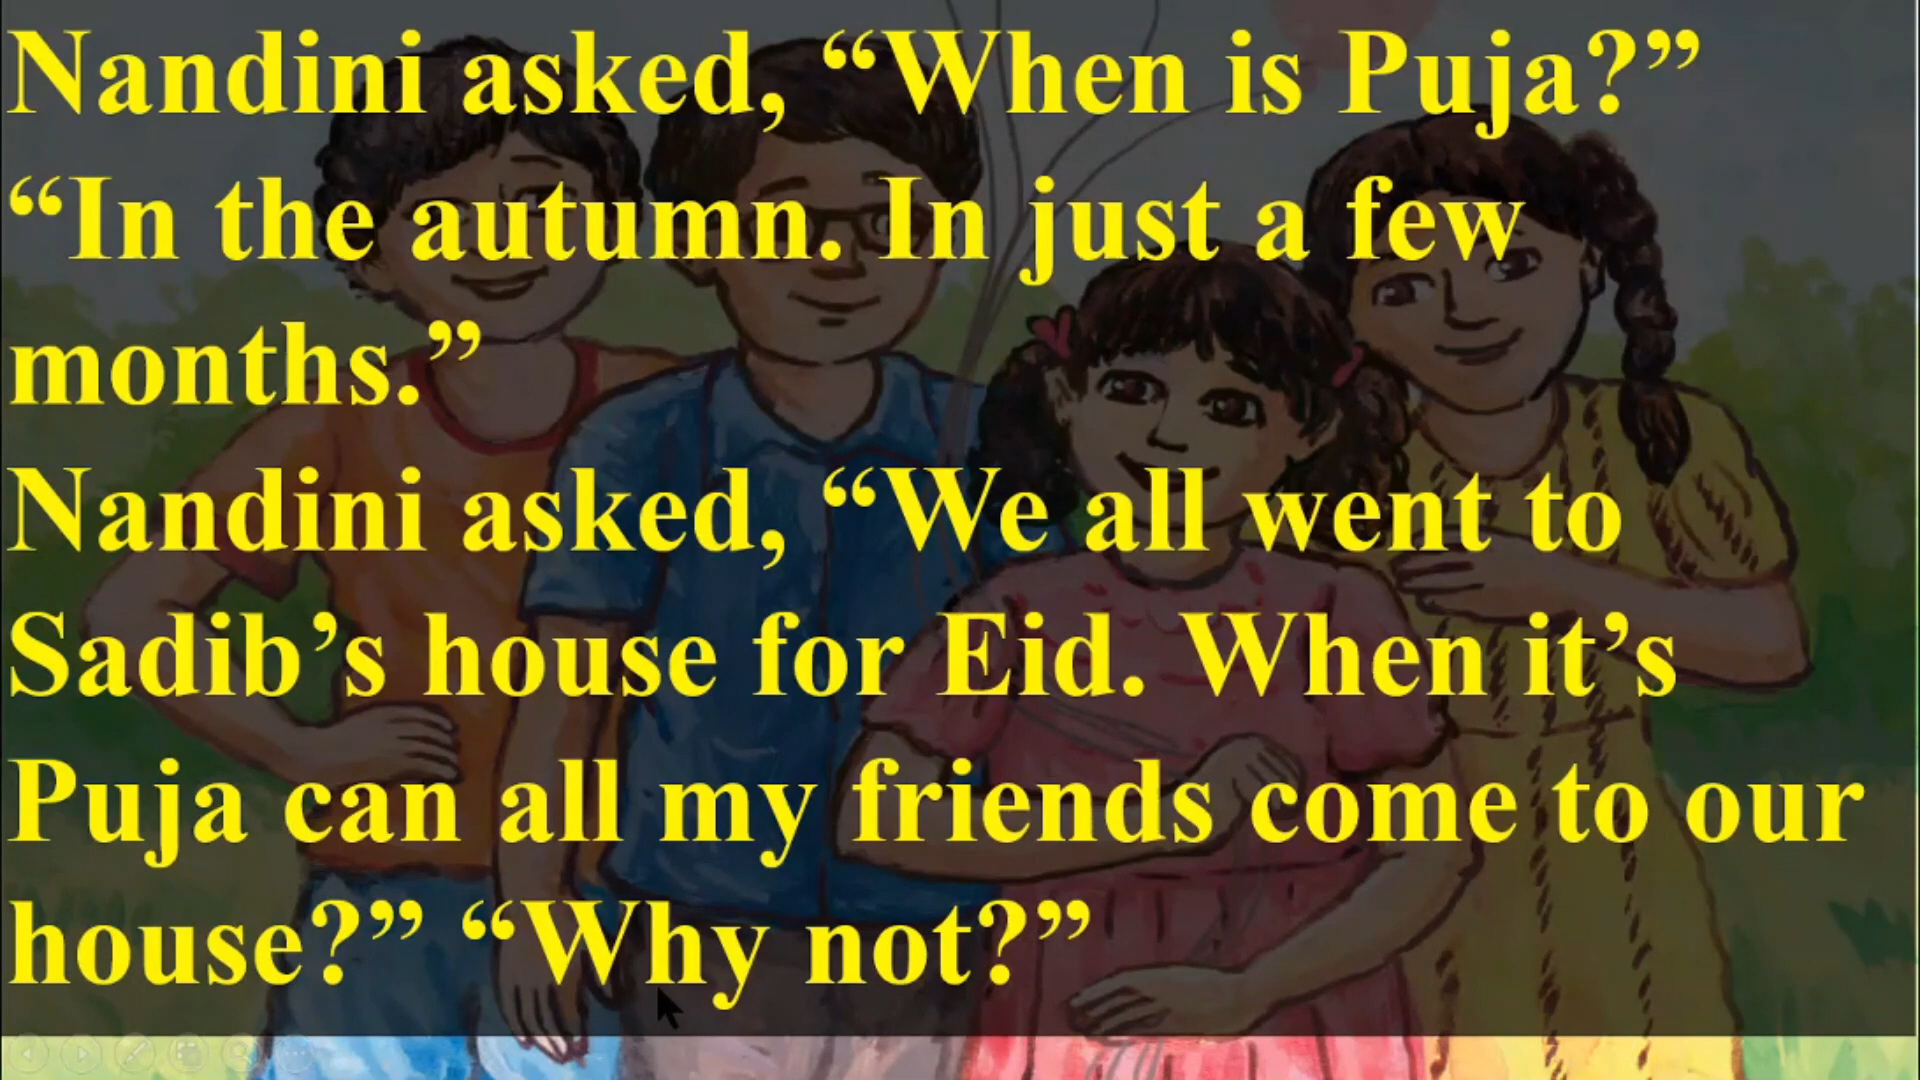 Nandini asked, “When is Puja?”
“In the autumn. In just a few
months.”
Nandini asked, “We all went to
Sadib’s house for Eid. When it’s
Puja can all my friends come to our
house?” “Why not?”